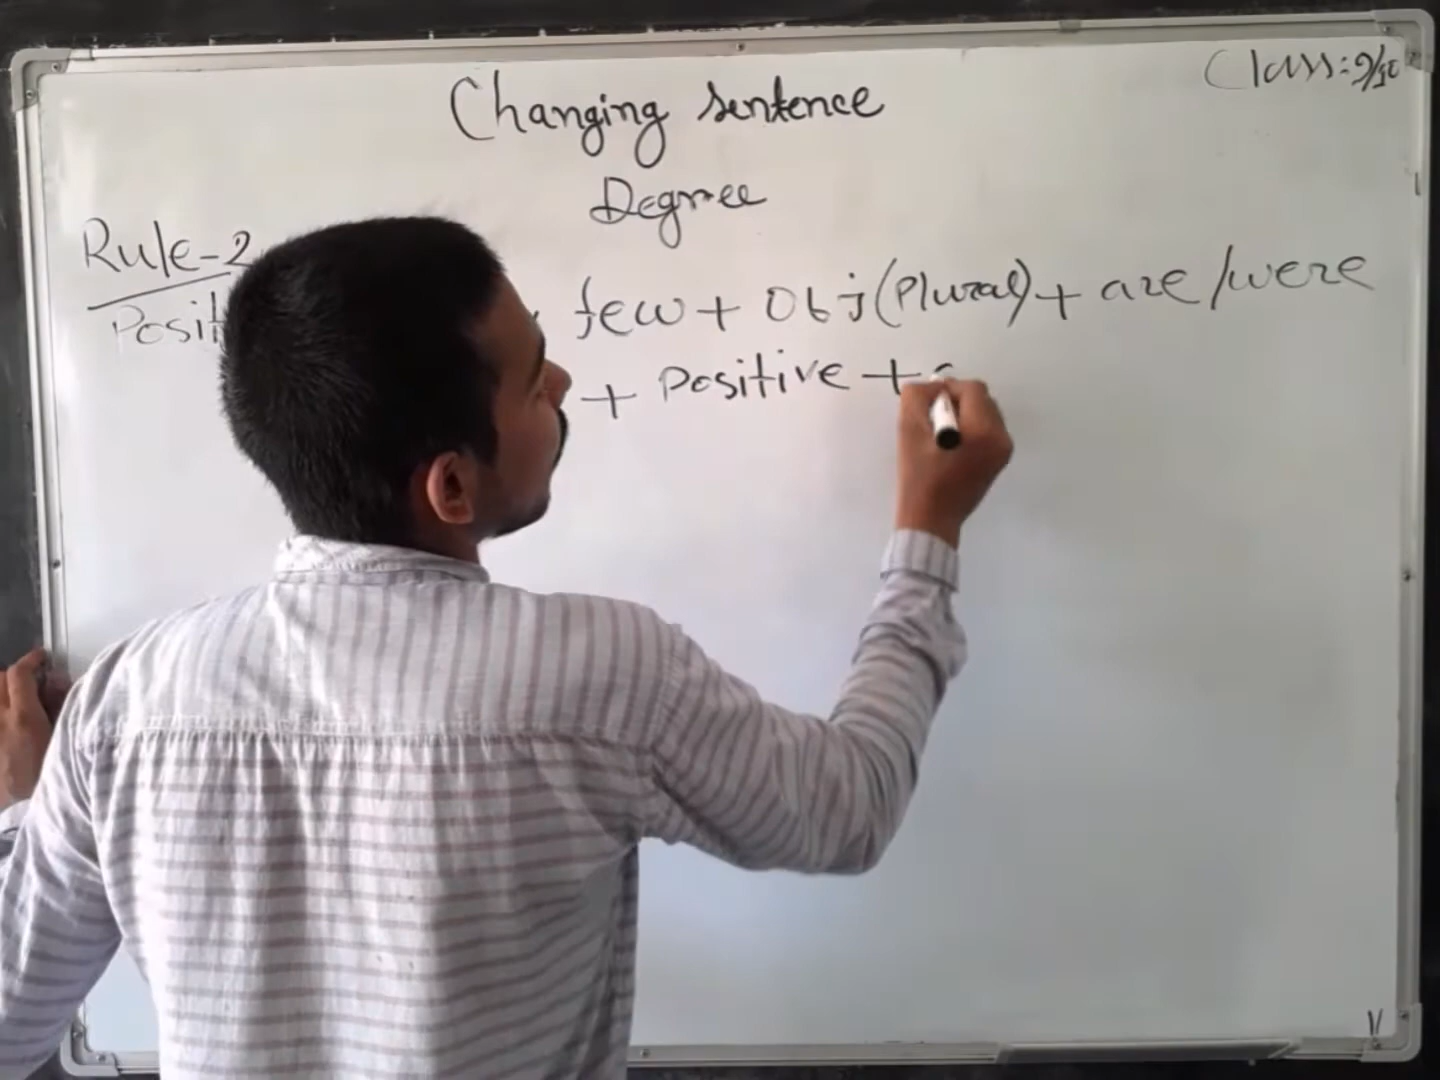 Class: 9/10
Changing sentence
Degree
Rule-2
Posit
few + Obj (Plural) + are/were
+ Positive +